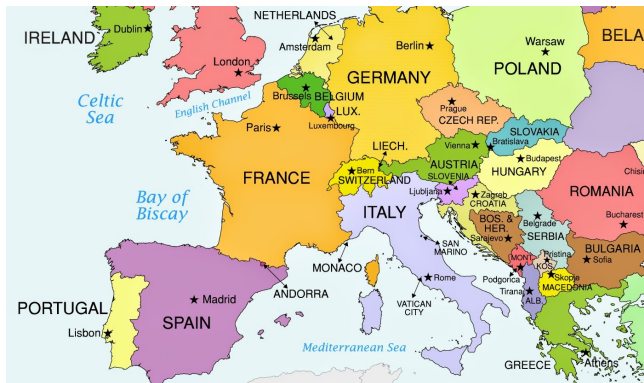 NETHERLANDS
IRELAND
Dublin
Amsterdam
Berlin
Warsaw
BELA
London
GERMANY
POLAND
Celtic
Sea
English Channel
Brussels
BELGIUM
LUX.
Luxembourg
Prague
CZECH REP.
Paris
SLOVAKIA
Bratislava
Vienna
LIECH.
Budapest
HUNGARY
AUSTRIA
Bern
SWITZERLAND
SLOVENIA
Ljubljana
FRANCE
Chisi
ROMANIA
Zagreb
CROATIA
Bay of
Biscay
ITALY
BOS. &
HER.
Belgrade
Bucharest
SERBIA
Sarajevo
SAN
MARINO
BULGARIA
Pristina
Sofia
MONACO
MONT.
KOS.
Podgorica
Skopje
MACEDONIA
Rome
Tirana
ALB.
ANDORRA
PORTUGAL
Madrid
VATICAN
CITY
SPAIN
Lisbon
Mediterranean Sea
GREECE
Athens